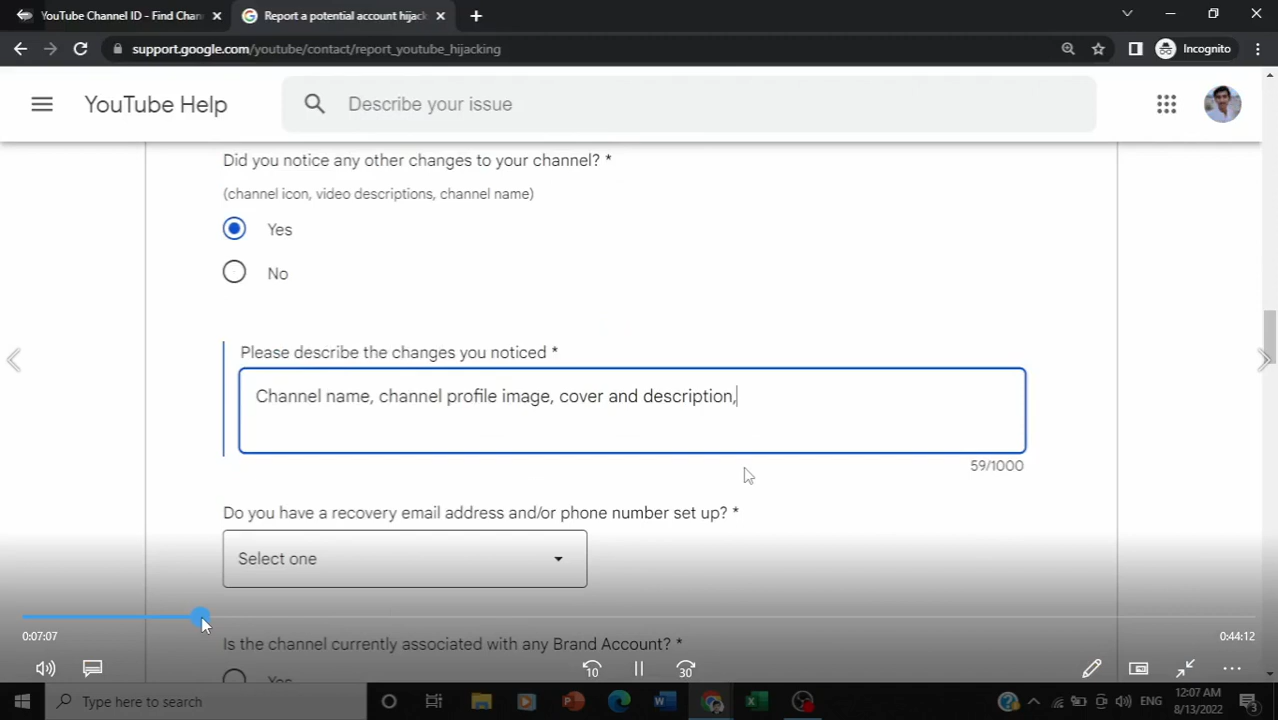 YouTube Channel ID - Find Chan
Report a potential account hijack
support.google.com/youtube/contact/report_youtube_hijacking
Incognito
YouTube Help
Describe your issue
Did you notice any other changes to your channel? *
(channel icon, video descriptions, channel name)
Yes
No
Please describe the changes you noticed *
Channel name, channel profile image, cover and description,
59/1000
Do you have a recovery email address and/or phone number set up? *
Select one
0:07:07
0:44:12
Is the channel currently associated with any Brand Account? *
Yes
10
30
Type here to search
ENG
12:07 AM
8/13/2022
3